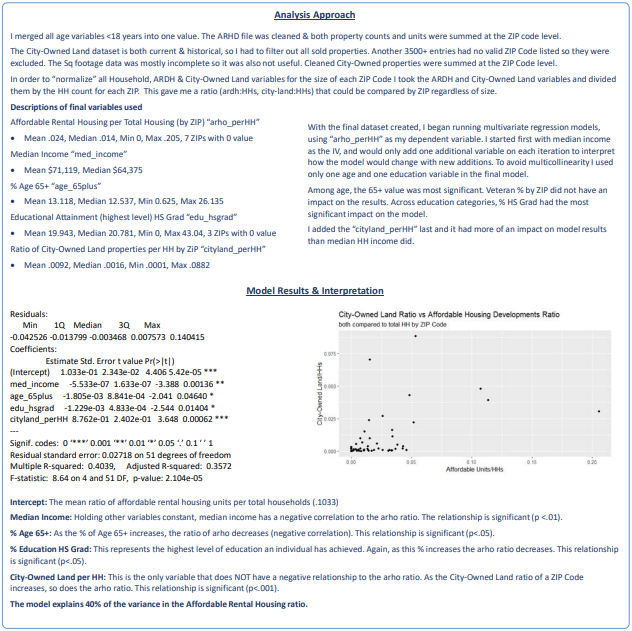 Analysis Approach
I merged all age variables <18 years into one value. The ARHD file was cleaned & both property counts and units were summed at the ZIP code level.
The City-Owned Land dataset is both current & historical, so I had to filter out all sold properties. Another 3500+ entries had no valid ZIP Code listed so they were
excluded. The Sq footage data was mostly incomplete so it was also not useful. Cleaned City-Owned properties were summed at the ZIP Code level.
In order to “normalize” all Household, ARDH & City-Owned Land variables for the size of each ZIP Code I took the ARDH and City-Owned Land variables and divided
them by the HH count for each ZIP. This gave me a ratio (ardh:HHs, city-land:HHs) that could be compared by ZIP regardless of size.
Descriptions of final variables used
Affordable Rental Housing per Total Housing (by ZIP) “arho_perHH”
• Mean .024, Median .014, Min 0, Max .205, 7 ZIPs with 0 value
Median Income “med_income”
• Mean $71,119, Median $64,375
% Age 65+ “age_65plus”
• Mean 13.118, Median 12.537, Min 0.625, Max 26.135
Educational Attainment (highest level) HS Grad “edu_hsgrad”
• Mean 19.943, Median 20.781, Min 0, Max 43.04, 3 ZIPs with 0 value
Ratio of City-Owned Land properties per HH by ZiP “cityland_perHH”
• Mean .0092, Median .0016, Min .0001, Max .0882
With the final dataset created, I began running multivariate regression models,
using “arho_perHH” as my dependent variable. I started first with median income
as the IV, and would only add one additional variable on each iteration to interpret
how the model would change with new additions. To avoid multicollinearity I used
only one age and education variable in the final model.
Among age, the 65+ value was most significant. Veteran % by ZIP did not have an
impact on the results. Across education categories, % HS Grad had the most
significant impact on the model.
I added the “cityland_perHH” last and it had more of an impact on model results
than median HH income did.
Model Results & Interpretation
Residuals:
Min 1Q Median 3Q Max
-0.042526 -0.013799 -0.003468 0.007573 0.140415
Coefficients:
Estimate Std. Error t value Pr(>|t|)
(Intercept) 1.033e-01 2.343e-02 4.406 5.42e-05 ***
med_income -5.533e-07 1.633e-07 -3.388 0.00136 **
age_65plus -1.805e-03 8.841e-04 -2.041 0.04640 *
edu_hsgrad -1.229e-03 4.833e-04 -2.544 0.01404 *
cityland_perHH 8.762e-01 2.402e-01 3.648 0.00062 ***
---
Signif. codes: 0 ‘***’ 0.001 ‘**’ 0.01 ‘*’ 0.05 ‘.’ 0.1 ‘ ’ 1
Residual standard error: 0.02718 on 51 degrees of freedom
Multiple R-squared: 0.4039, Adjusted R-squared: 0.3572
F-statistic: 8.64 on 4 and 51 DF, p-value: 2.104e-05
City-Owned Land Ratio vs Affordable Housing Developments Ratio
both compared to total HH by ZIP Code
City-Owned Land/HHs
0.075
0.050
0.025
0.000
0.00 0.05 0.10 0.15 0.20
Affordable Units/HHs
Intercept: The mean ratio of affordable rental housing units per total households (.1033)
Median Income: Holding other variables constant, median income has a negative correlation to the arho ratio. The relationship is significant (p <.01).
% Age 65+: As the % of Age 65+ increases, the ratio of arho decreases (negative correlation). This relationship is significant (p<.05).
% Education HS Grad: This represents the highest level of education an individual has achieved. Again, as this % increases the arho ratio decreases. This relationship
is significant (p<.05).
City-Owned Land per HH: This is the only variable that does NOT have a negative relationship to the arho ratio. As the City-Owned Land ratio of a ZIP Code
increases, so does the arho ratio. This relationship is significant (p<.001).
The model explains 40% of the variance in the Affordable Rental Housing ratio.